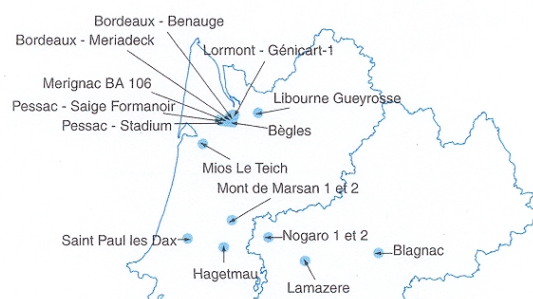 Bordeaux - Benauge
Bordeaux - Meriadeck
Lormont - Génicart-1
Merignac BA 106
Libourne Gueyrosse
Pessac - Saige Formanoir
Pessac - Stadium
Bègles
Mios Le Teich
Mont de Marsan 1 et 2
Saint Paul les Dax
Nogaro 1 et 2
Blagnac
Hagetmau
Lamazere